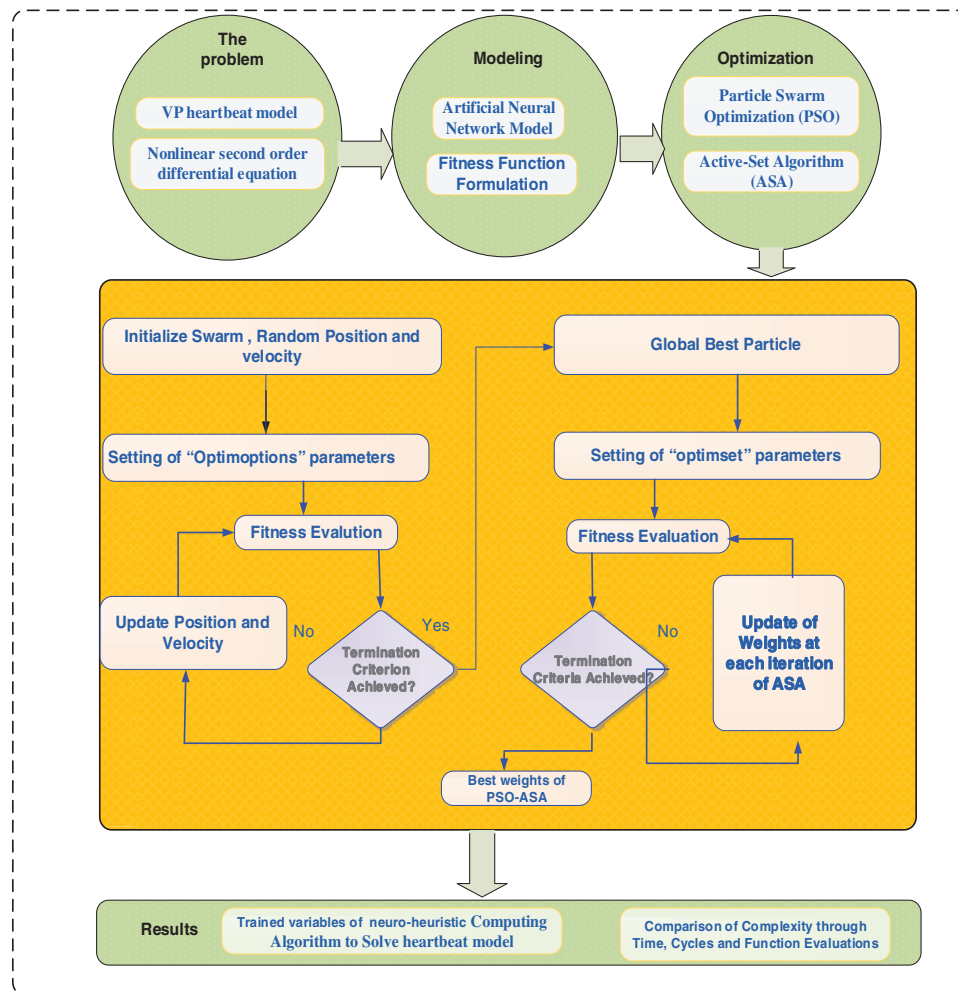 The
problem
VP heartbeat model
Nonlinear second order
differential equation
Modeling
Artificial Neural
Network Model
Fitness Function
Formulation
Optimization
Particle Swarm
Optimization (PSO)
Active-Set Algorithm
(ASA)
Initialize Swarm , Random Position and
velocity
Setting of “Optimoptions” parameters
Fitness Evalution
Update Position and
Velocity
No
Yes
Termination
Criterion
Achieved?
Global Best Particle
Setting of “optimset” parameters
Fitness Evaluation
No
Termination
Criteria Achieved?
Update of
Weights at
each iteration
of ASA
Best weights of
PSO-ASA
Results
Trained variables of neuro-heuristic Computing
Algorithm to Solve heartbeat model
Comparison of Complexity through
Time, Cycles and Function Evaluations